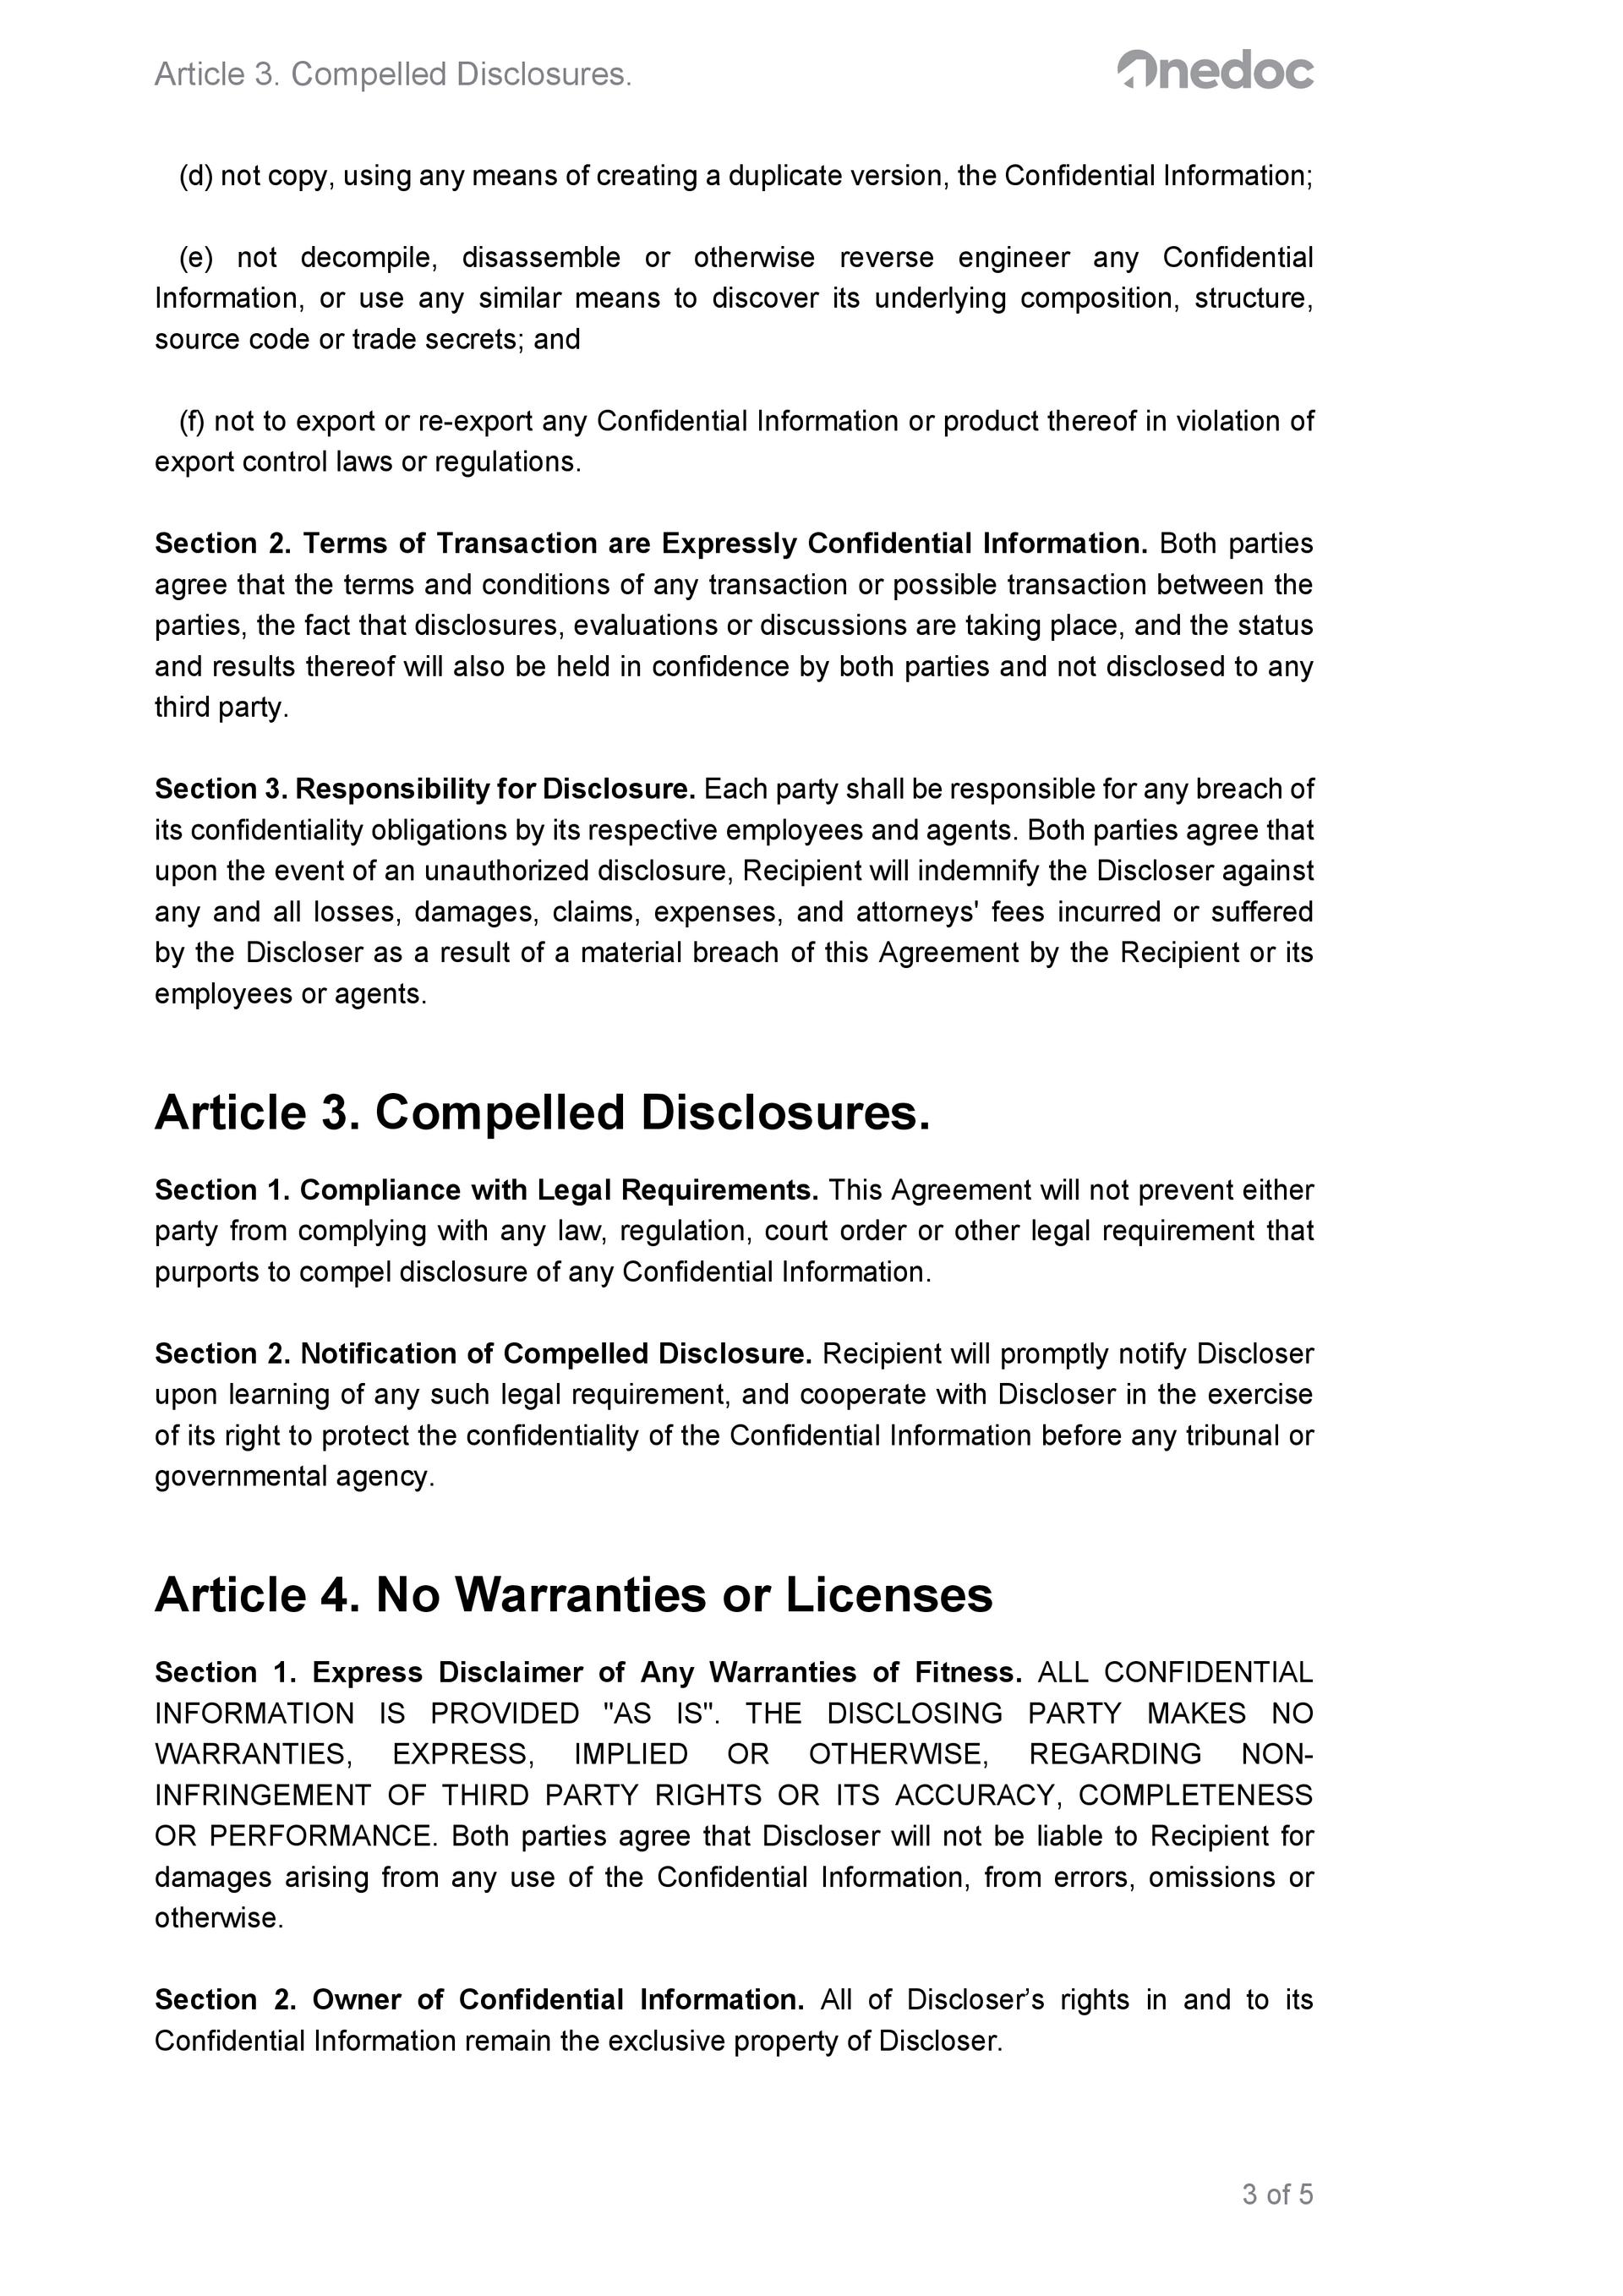 Article 3. Compelled Disclosures.
Onedoc
(d) not copy, using any means of creating a duplicate version, the Confidential Information;
(e) not decompile, disassemble or otherwise reverse engineer any Confidential
Information, or use any similar means to discover its underlying composition, structure,
source code or trade secrets; and
(f) not to export or re-export any Confidential Information or product thereof in violation of
export control laws or regulations.
Section 2. Terms of Transaction are Expressly Confidential Information. Both parties
agree that the terms and conditions of any transaction or possible transaction between the
parties, the fact that disclosures, evaluations or discussions are taking place, and the status
and results thereof will also be held in confidence by both parties and not disclosed to any
third party.
Section 3. Responsibility for Disclosure. Each party shall be responsible for any breach of
its confidentiality obligations by its respective employees and agents. Both parties agree that
upon the event of an unauthorized disclosure, Recipient will indemnify the Discloser against
any and all losses, damages, claims, expenses, and attorneys' fees incurred or suffered
by the Discloser as a result of a material breach of this Agreement by the Recipient or its
employees or agents.
Article 3. Compelled Disclosures.
Section 1. Compliance with Legal Requirements. This Agreement will not prevent either
party from complying with any law, regulation, court order or other legal requirement that
purports to compel disclosure of any Confidential Information.
Section 2. Notification of Compelled Disclosure. Recipient will promptly notify Discloser
upon learning of any such legal requirement, and cooperate with Discloser in the exercise
of its right to protect the confidentiality of the Confidential Information before any tribunal or
governmental agency.
Article 4. No Warranties or Licenses
Section 1. Express Disclaimer of Any Warranties of Fitness. ALL CONFIDENTIAL
INFORMATION IS PROVIDED "AS IS". THE DISCLOSING PARTY MAKES NO
WARRANTIES, EXPRESS, IMPLIED OR OTHERWISE, REGARDING NON-
INFRINGEMENT OF THIRD PARTY RIGHTS OR ITS ACCURACY, COMPLETENESS
OR PERFORMANCE. Both parties agree that Discloser will not be liable to Recipient for
damages arising from any use of the Confidential Information, from errors, omissions or
otherwise.
Section 2. Owner of Confidential Information. All of Discloser’s rights in and to its
Confidential Information remain the exclusive property of Discloser.
3 of 5